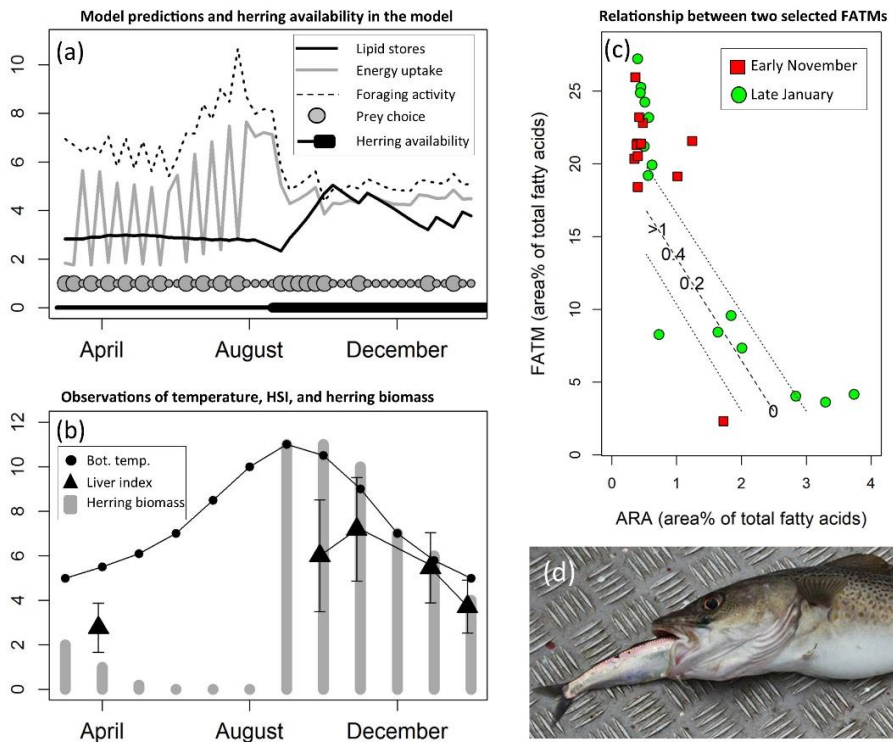 Model predictions and herring availability in the model
(a)
Lipid stores
Energy uptake
Foraging activity
Prey choice
Herring availability
10
8
6
4
2
0
April August December
Observations of temperature, HSI, and herring biomass
(b)
Bot. temp.
Liver index
Herring biomass
12
10
8
6
4
2
0
April August December
Relationship between two selected FATMs
(c)
Early November
Late January
FATM (area% of total fatty acids)
25
20
15
10
5
0
>1
0.4
0.2
0
0 1 2 3 4
ARA (area% of total fatty acids)
(d)